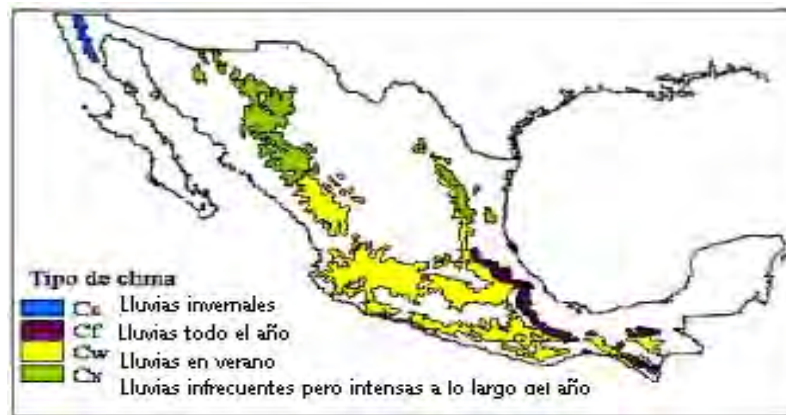 Tipo de clima
Cs Lluvias invernales
Cf Lluvias todo el año
Cw Lluvias en verano
Cx Lluvias infrecuentes pero intensas a lo largo del año